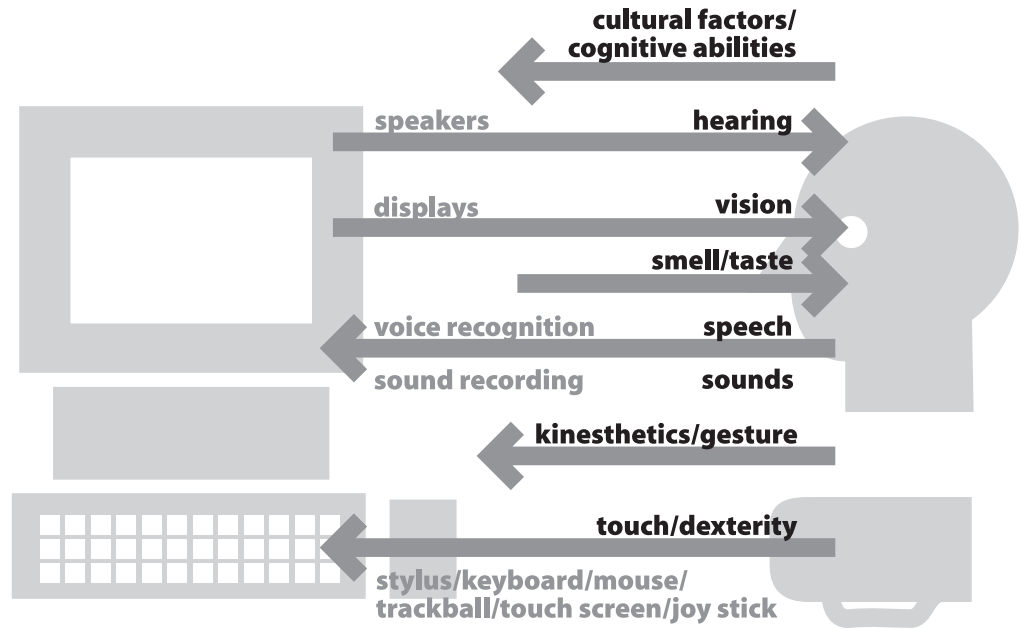 cultural factors/
cognitive abilities
speakers hearing
displays vision
smell/taste
voice recognition speech
sound recording sounds
kinesthetics/gesture
touch/dexterity
stylus/keyboard/mouse/
trackball/touch screen/joy stick